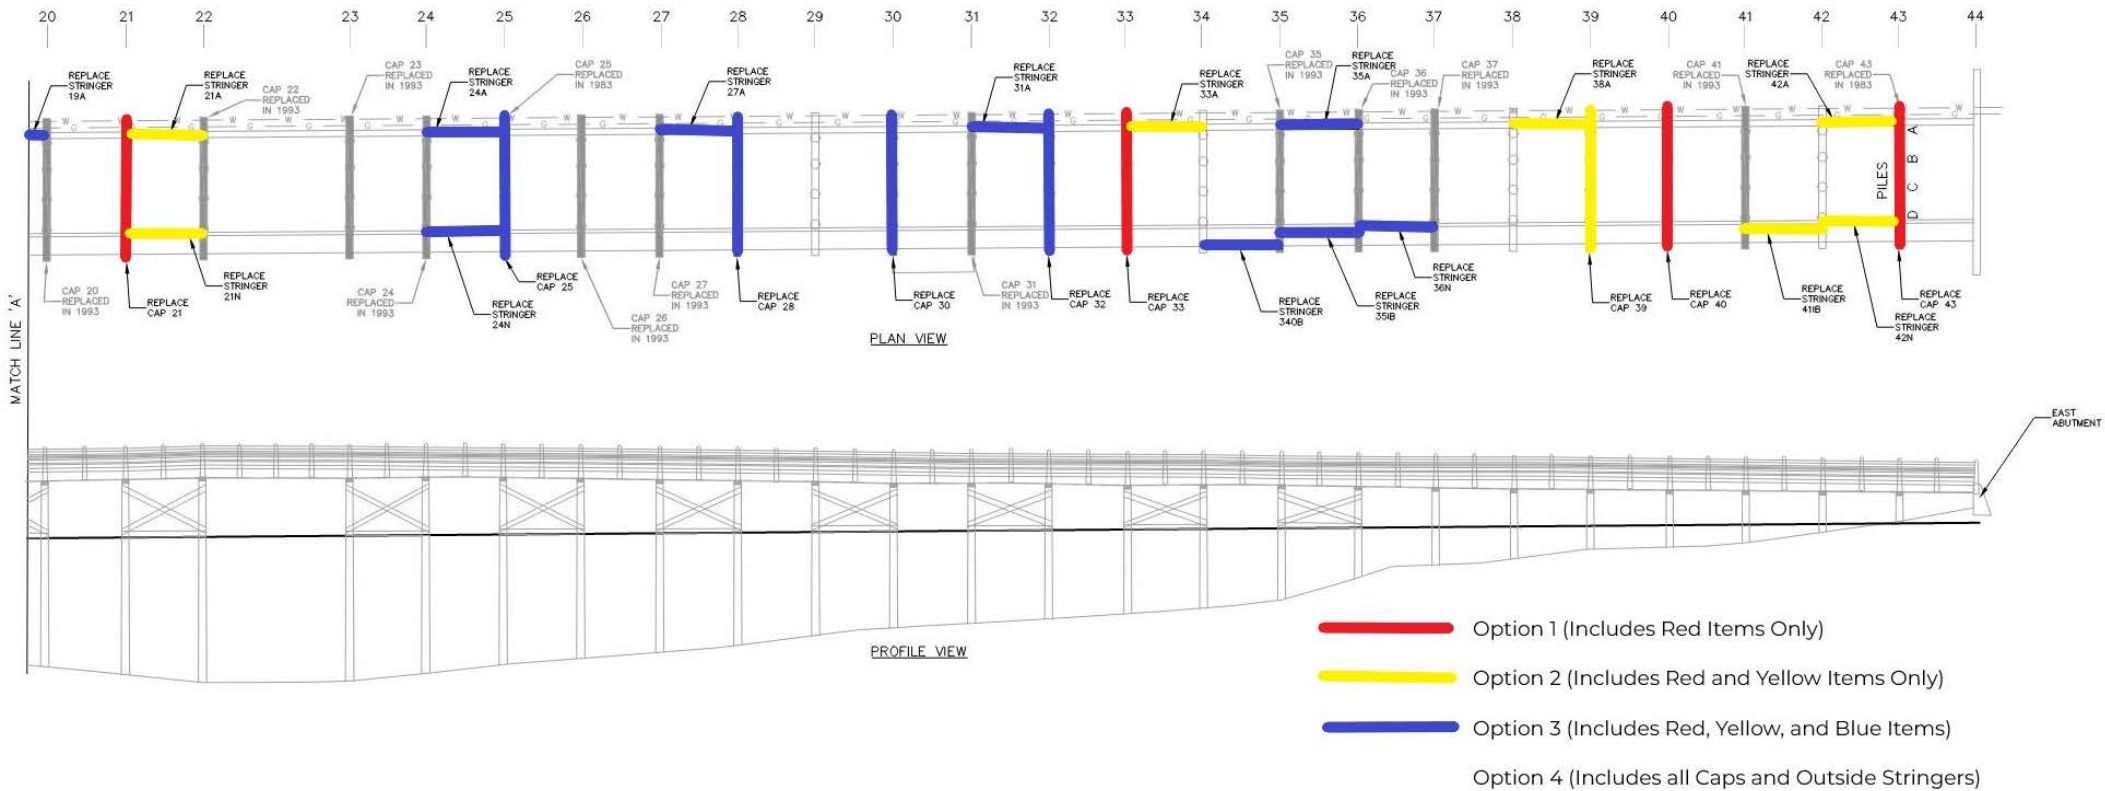 20 21 22 23 24 25 26 27 28 29 30 31 32 33 34 35 36 37 38 39 40 41 42 43 44
REPLACE
STRINGER
19A
REPLACE
STRINGER
21A
CAP 22
REPLACED
IN 1993
CAP 23
REPLACED
IN 1993
REPLACE
STRINGER
24A
CAP 25
REPLACED
IN 1983
REPLACE
STRINGER
27A
REPLACE
STRINGER
31A
REPLACE
STRINGER
33A
CAP 35
REPLACED
IN 1993
REPLACE
STRINGER
35A
CAP 36
REPLACED
IN 1993
CAP 37
REPLACED
IN 1993
REPLACE
STRINGER
38A
CAP 41
REPLACED
IN 1993
REPLACE
STRINGER
42A
CAP 43
REPLACED
IN 1983
PILES
D C B A
CAP 20
REPLACED
IN 1993
REPLACE
CAP 21
REPLACE
STRINGER
21N
CAP 24
REPLACED
IN 1993
REPLACE
STRINGER
24N
REPLACE
CAP 25
CAP 26
REPLACED
IN 1993
CAP 27
REPLACED
IN 1993
REPLACE
CAP 28
REPLACE
CAP 30
CAP 31
REPLACED
IN 1993
REPLACE
CAP 32
REPLACE
CAP 33
REPLACE
STRINGER
340B
REPLACE
STRINGER
35IB
REPLACE
STRINGER
36N
REPLACE
CAP 39
REPLACE
CAP 40
REPLACE
STRINGER
41IB
REPLACE
STRINGER
42N
REPLACE
CAP 43
PLAN VIEW
MATCH LINE 'A'
EAST
ABUTMENT
PROFILE VIEW
Option 1 (Includes Red Items Only)
Option 2 (Includes Red and Yellow Items Only)
Option 3 (Includes Red, Yellow, and Blue Items)
Option 4 (Includes all Caps and Outside Stringers)